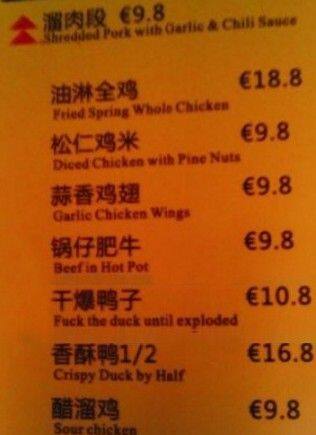 溜肉段 €9.8
Shredded Pork with Garlic & Chili Sauce
油淋全鸡 €18.8
Fried Spring Whole Chicken
松仁鸡米 €9.8
Diced Chicken with Pine Nuts
蒜香鸡翅 €9.8
Garlic Chicken Wings
锅仔肥牛 €9.8
Beef in Hot Pot
干爆鸭子 €10.8
Fuck the duck until exploded
香酥鸭1/2 €16.8
Crispy Duck by Half
醋溜鸡 €9.8
Sour chicken